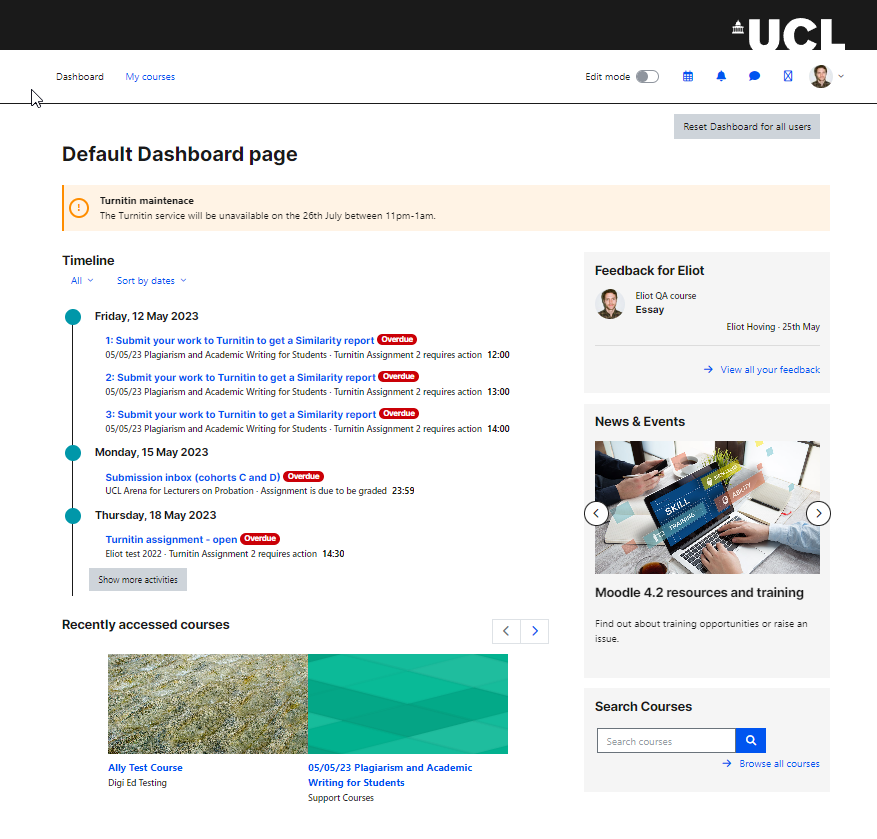 UCL
Dashboard
My courses
Edit mode
Reset Dashboard for all users
Default Dashboard page
Turnitin maintenace
The Turnitin service will be unavailable on the 26th July between 11pm-1am.
Timeline
All
Sort by dates
Friday, 12 May 2023
1: Submit your work to Turnitin to get a Similarity report Overdue
05/05/23 Plagiarism and Academic Writing for Students · Turnitin Assignment 2 requires action 12:00
2: Submit your work to Turnitin to get a Similarity report Overdue
05/05/23 Plagiarism and Academic Writing for Students · Turnitin Assignment 2 requires action 13:00
3: Submit your work to Turnitin to get a Similarity report Overdue
05/05/23 Plagiarism and Academic Writing for Students · Turnitin Assignment 2 requires action 14:00
Monday, 15 May 2023
Submission inbox (cohorts C and D) Overdue
UCL Arena for Lecturers on Probation · Assignment is due to be graded 23:59
Thursday, 18 May 2023
Turnitin assignment - open Overdue
Eliot test 2022 · Turnitin Assignment 2 requires action 14:30
Show more activities
Recently accessed courses
Ally Test Course
Digi Ed Testing
05/05/23 Plagiarism and Academic
Writing for Students
Support Courses
Feedback for Eliot
Eliot QA course
Essay
Eliot Hoving · 25th May
View all your feedback
News & Events
SKILL
TRAINING
ABILITY
Moodle 4.2 resources and training
Find out about training opportunities or raise an
issue.
Search Courses
Search courses
Browse all courses